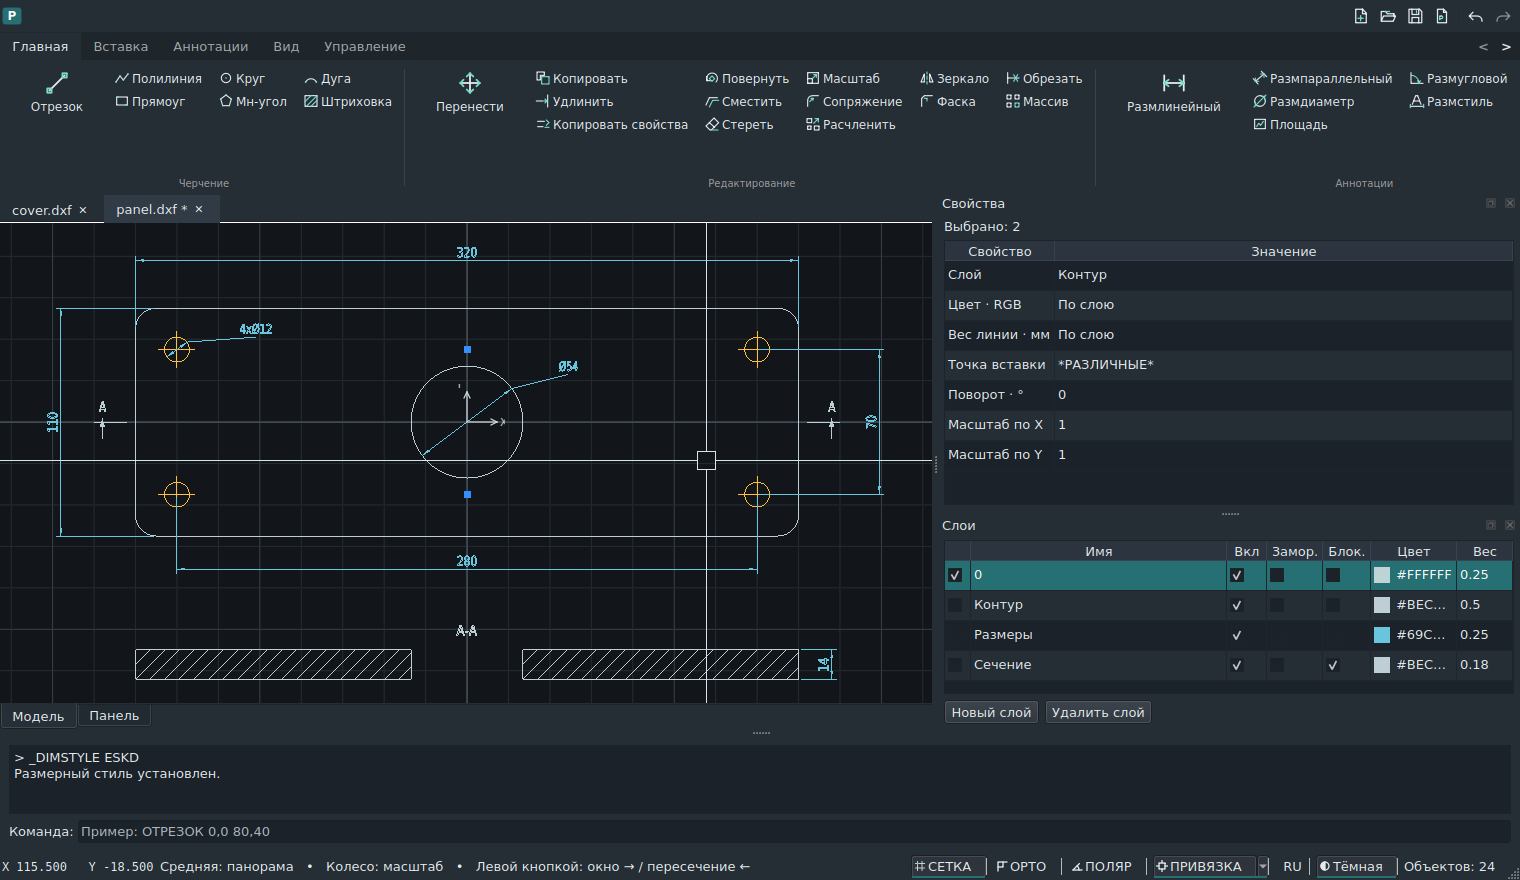 P
Главная Вставка Аннотации Вид Управление < >
Отрезок
Полилиния Круг Дуга
Прямоуг Мн-угол Штриховка
Черчение
Перенести
Копировать Повернуть Масштаб Зеркало Обрезать
Удлинить Сместить Сопряжение Фаска Массив
Копировать свойства Стереть Расчленить
Редактирование
Размлинейный
Размпараллельный Размугловой
Размдиаметр Размстиль
Площадь
Аннотации
cover.dxf × panel.dxf * ×
320
4xØ12
Ø54
110
A A
70
X
280
A-A
14
Модель Панель
Свойства
Выбрано: 2
Свойство Значение
Слой Контур
Цвет · RGB По слою
Вес линии · мм По слою
Точка вставки *РАЗЛИЧНЫЕ*
Поворот · ° 0
Масштаб по X 1
Масштаб по Y 1
Слои
Имя Вкл Замор. Блок. Цвет Вес
0 #FFFFFF 0.25
Контур #BEC... 0.5
Размеры #69C... 0.25
Сечение #BEC... 0.18
Новый слой Удалить слой
> _DIMSTYLE ESKD
Размерный стиль установлен.
Команда: Пример: ОТРЕЗОК 0,0 80,40
X 115.500 Y -18.500 Средняя: панорама • Колесо: масштаб • Левой кнопкой: окно → / пересечение ← СЕТКА ОРТО ПОЛЯР ПРИВЯЗКА RU Тёмная Объектов: 24